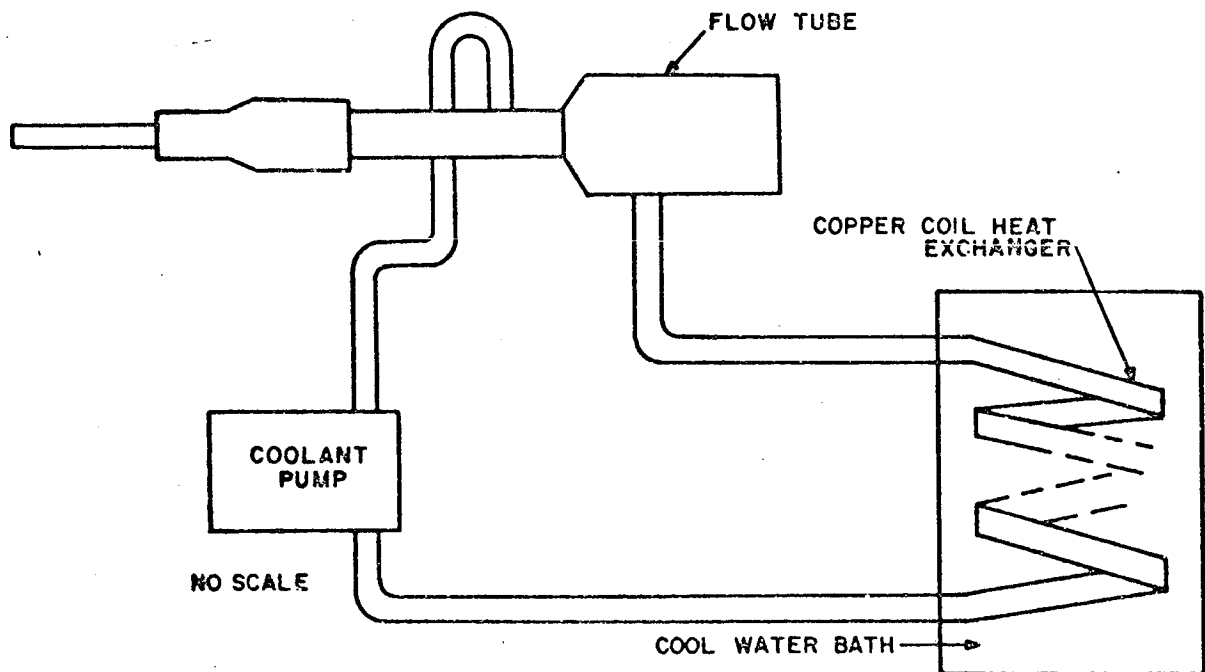 FLOW TUBE
COPPER COIL HEAT
EXCHANGER
COOLANT
PUMP
NO SCALE
COOL WATER BATH